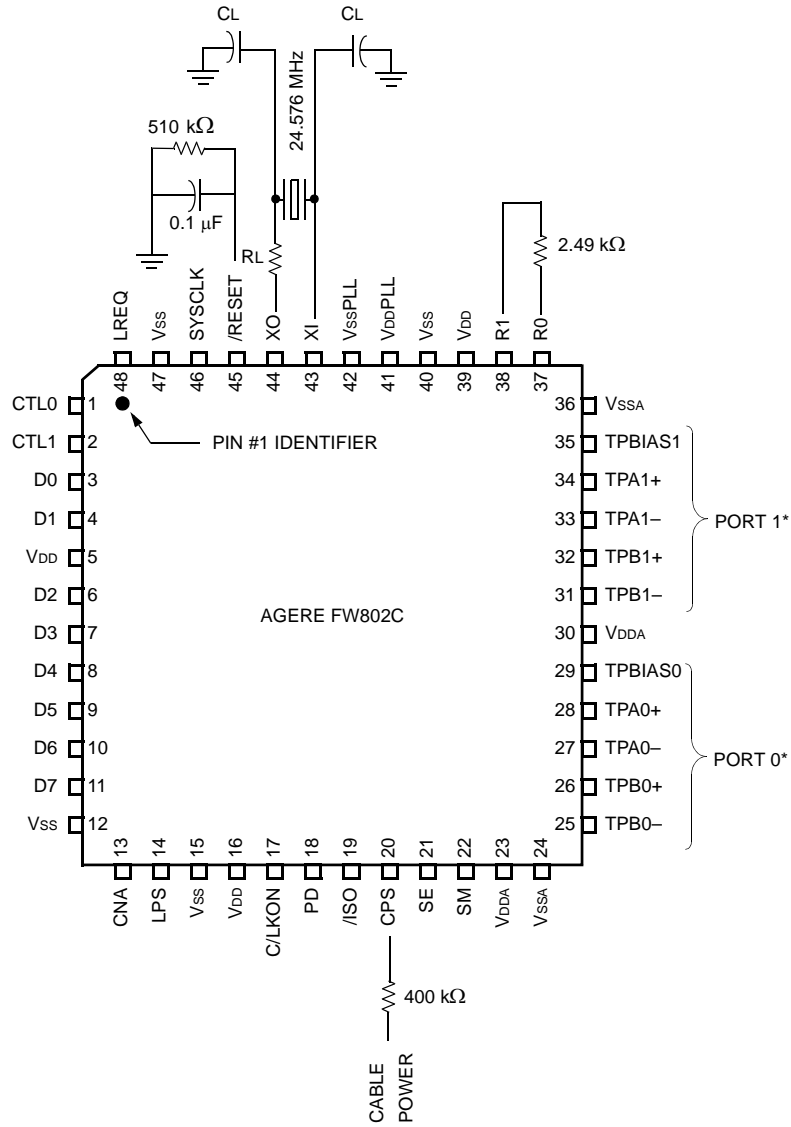 CL
CL
24.576 MHz
510 kΩ
0.1 μF
RL
2.49 kΩ
LREQ
VSS
SYSCLK
/RESET
XO
XI
VSSPLL
VDDPLL
VSS
VDD
R1
R0
48
47
46
45
44
43
42
41
40
39
38
37
CTL0 1
CTL1 2
D0 3
D1 4
VDD 5
D2 6
D3 7
D4 8
D5 9
D6 10
D7 11
VSS 12
PIN #1 IDENTIFIER
AGERE FW802C
36 VSSA
35 TPBIAS1
34 TPA1+
33 TPA1–
32 TPB1+
31 TPB1–
PORT 1*
30 VDDA
29 TPBIAS0
28 TPA0+
27 TPA0–
26 TPB0+
25 TPB0–
PORT 0*
13
14
15
16
17
18
19
20
21
22
23
24
CNA
LPS
VSS
VDD
C/LKON
PD
/ISO
CPS
SE
SM
VDDA
VSSA
400 kΩ
CABLE
POWER